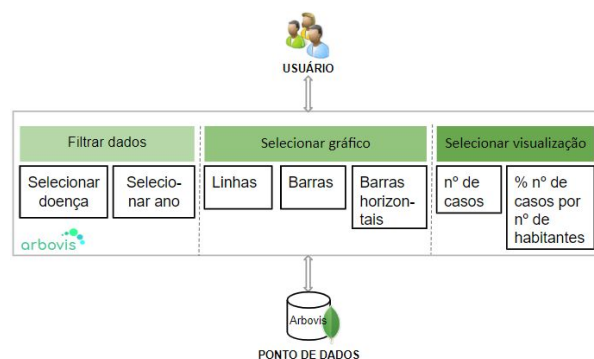 USUÁRIO
Filtrar dados
Selecionar gráfico
Selecionar visualização
Selecionar
doença
Selecio-
nar ano
Linhas
Barras
Barras
horizon-
tais
nº de
casos
% nº de
casos por
nº de
habitantes
arbovis
Arbovis
PONTO DE DADOS